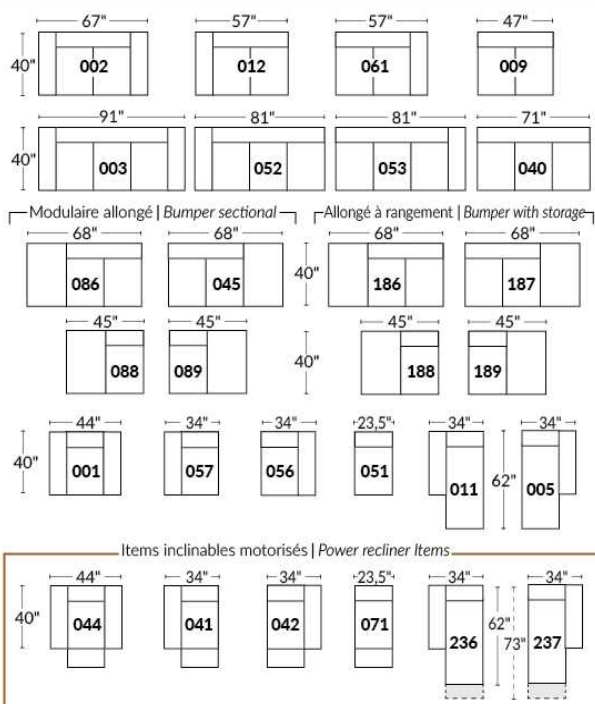 67" 57" 57" 47"
40" 002 012 061 009
91" 81" 81" 71"
40" 003 052 053 040
Modulaire allongé | Bumper sectional Allongé à rangement | Bumper with storage
68" 68" 68" 68"
086 045 40" 186 187
45" 45" 45" 45"
088 089 40" 188 189
44" 34" 34" 23,5" 34" 34"
40" 001 057 056 051 011 62" 005
Items inclinables motorisés | Power recliner Items
44" 34" 34" 23,5" 34" 34"
40" 044 041 042 071 236 62" 73" 237